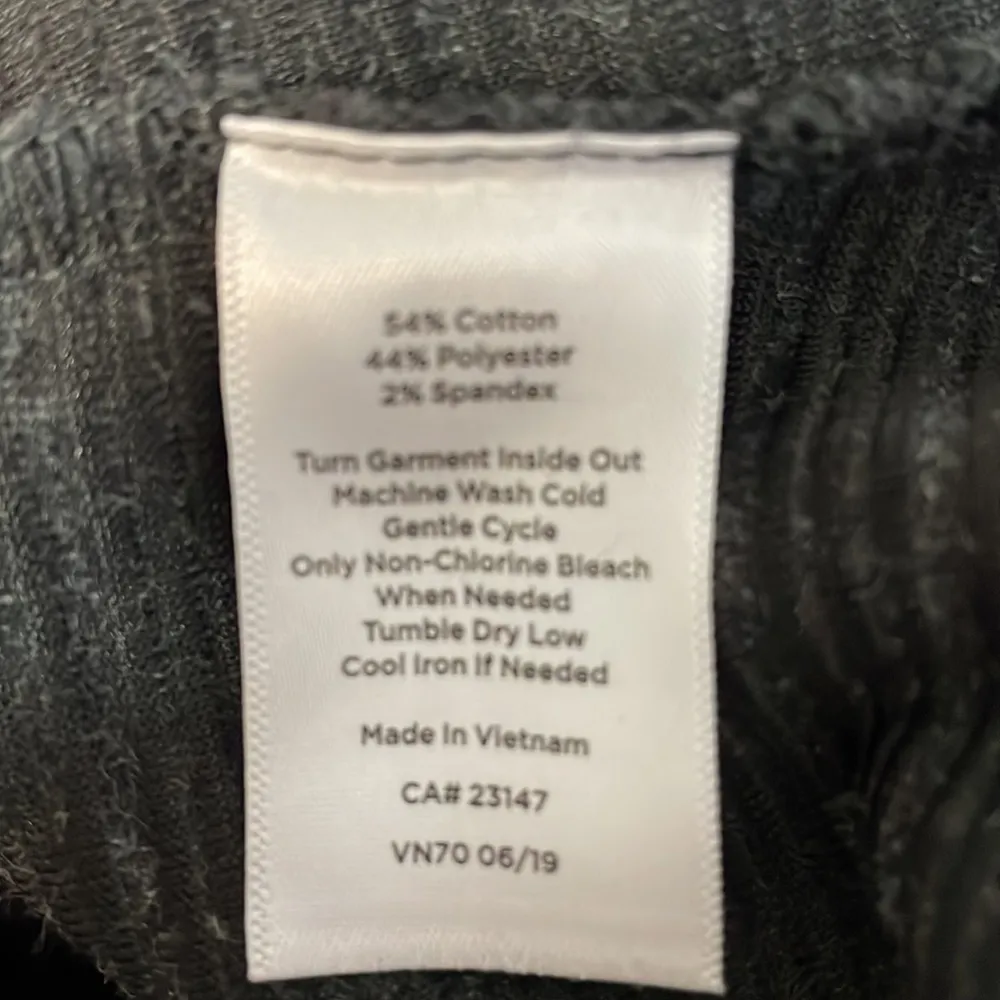 54% Cotton
44% Polyester
2% Spandex
Turn Garment Inside Out
Machine Wash Cold
Gentle Cycle
Only Non-Chlorine Bleach
When Needed
Tumble Dry Low
Cool Iron If Needed
Made In Vietnam
CA# 23147
VN70 06/19